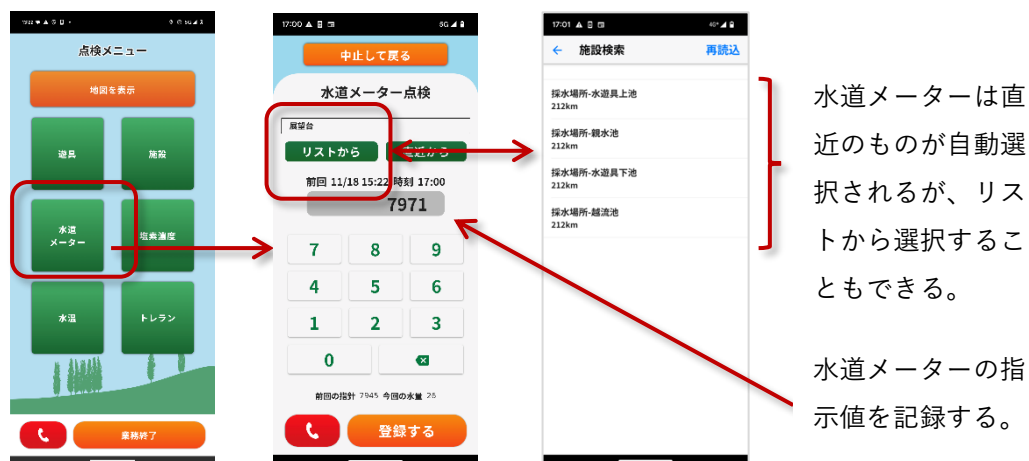 点検メニュー
地図を表示
遊具
施設
水道
メーター
塩素濃度
水温
トレラン
業務終了
17:00
5G
中止して戻る
水道メーター点検
展望台
リストから
直近から
前回 11/18 15:22 時刻 17:00
7971
7 8 9
4 5 6
1 2 3
0
前回の指針 7945 今回の水量 26
登録する
17:01
施設検索
再読込
採水場所-水遊具上池
212km
採水場所-親水池
212km
採水場所-水遊具下池
212km
採水場所-越流池
212km
水道メーターは直
近のものが自動選
択されるが、リス
トから選択するこ
ともできる。
水道メーターの指
示値を記録する。